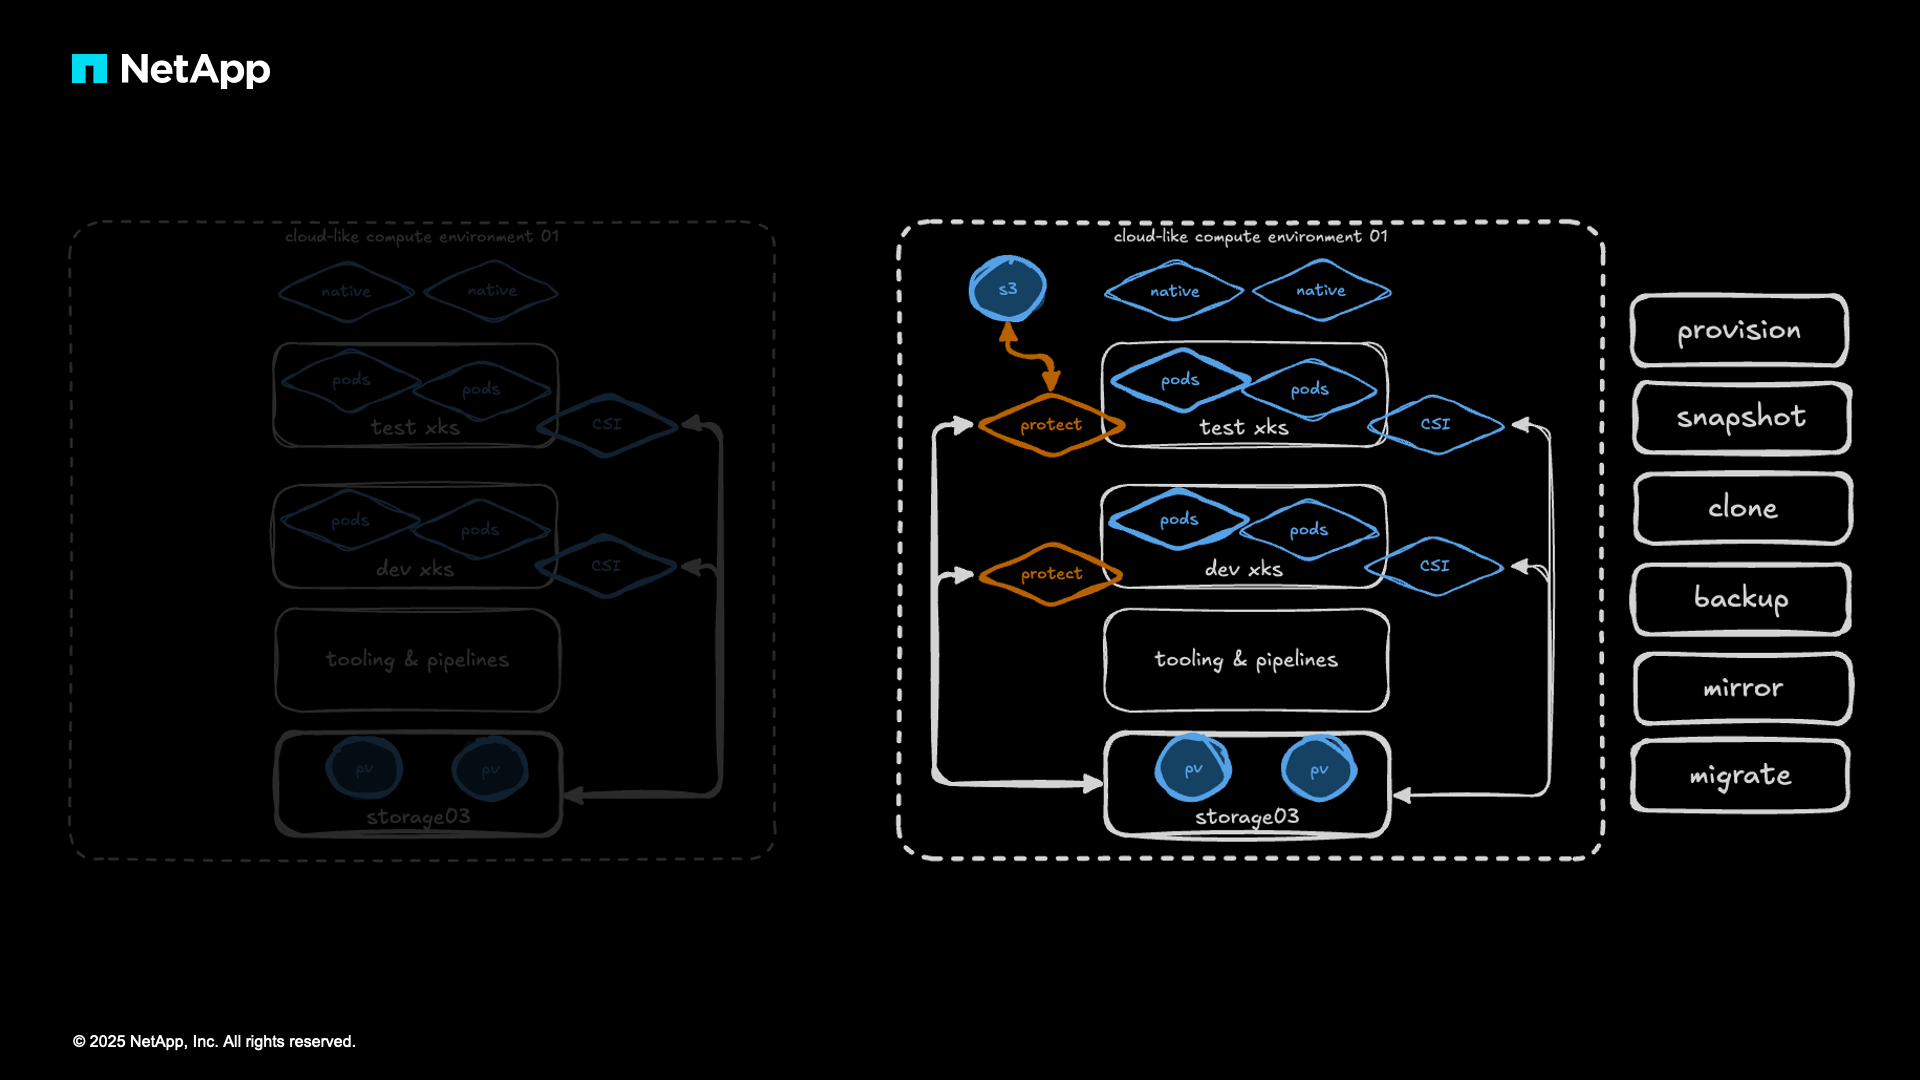 NetApp
cloud-like compute environment 01
native
native
pods
pods
test xks
CSI
pods
pods
dev xks
CSI
tooling & pipelines
pv
pv
storage03
cloud-like compute environment 01
s3
native
native
protect
pods
pods
test xks
CSI
protect
pods
pods
dev xks
CSI
tooling & pipelines
pv
pv
storage03
provision
snapshot
clone
backup
mirror
migrate
© 2025 NetApp, Inc. All rights reserved.